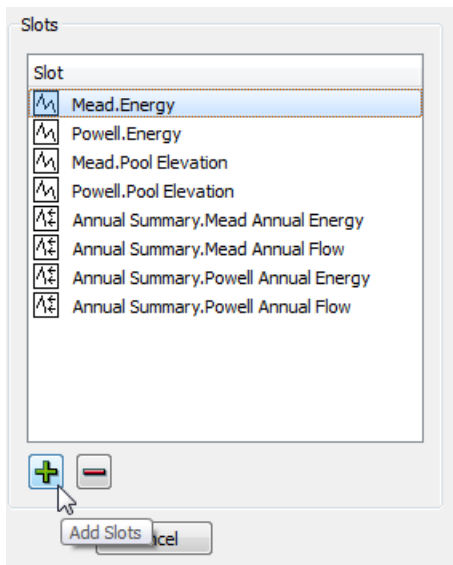 Slots
Slot
Mead.Energy
Powell.Energy
Mead.Pool Elevation
Powell.Pool Elevation
Annual Summary.Mead Annual Energy
Annual Summary.Mead Annual Flow
Annual Summary.Powell Annual Energy
Annual Summary.Powell Annual Flow
Add Slots